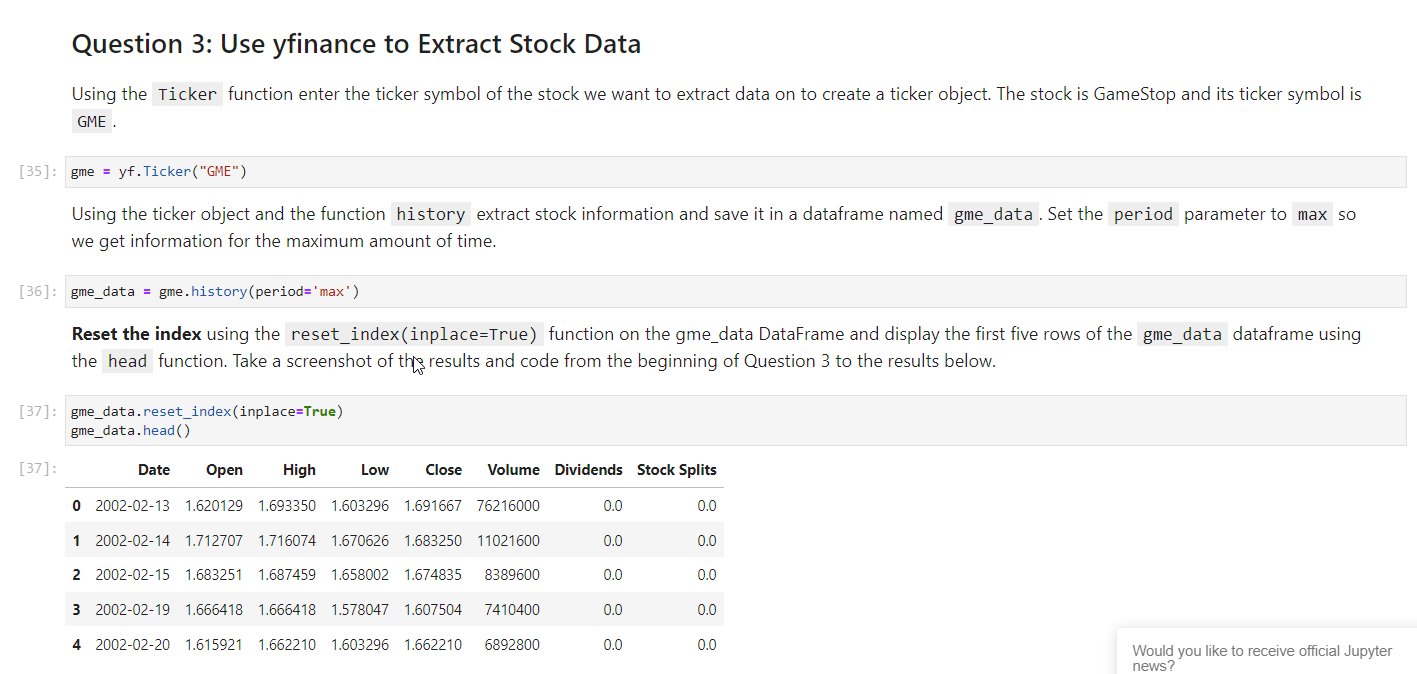 Question 3: Use yfinance to Extract Stock Data
Using the Ticker function enter the ticker symbol of the stock we want to extract data on to create a ticker object. The stock is GameStop and its ticker symbol is
GME .
[35]: gme = yf.Ticker("GME")
Using the ticker object and the function history extract stock information and save it in a dataframe named gme_data . Set the period parameter to max so
we get information for the maximum amount of time.
[36]: gme_data = gme.history(period='max')
Reset the index using the reset_index(inplace=True) function on the gme_data DataFrame and display the first five rows of the gme_data dataframe using
the head function. Take a screenshot of the results and code from the beginning of Question 3 to the results below.
[37]: gme_data.reset_index(inplace=True)
gme_data.head()
[37]: Date Open High Low Close Volume Dividends Stock Splits
0 2002-02-13 1.620129 1.693350 1.603296 1.691667 76216000 0.0 0.0
1 2002-02-14 1.712707 1.716074 1.670626 1.683250 11021600 0.0 0.0
2 2002-02-15 1.683251 1.687459 1.658002 1.674835 8389600 0.0 0.0
3 2002-02-19 1.666418 1.666418 1.578047 1.607504 7410400 0.0 0.0
4 2002-02-20 1.615921 1.662210 1.603296 1.662210 6892800 0.0 0.0
Would you like to receive official Jupyter
news?